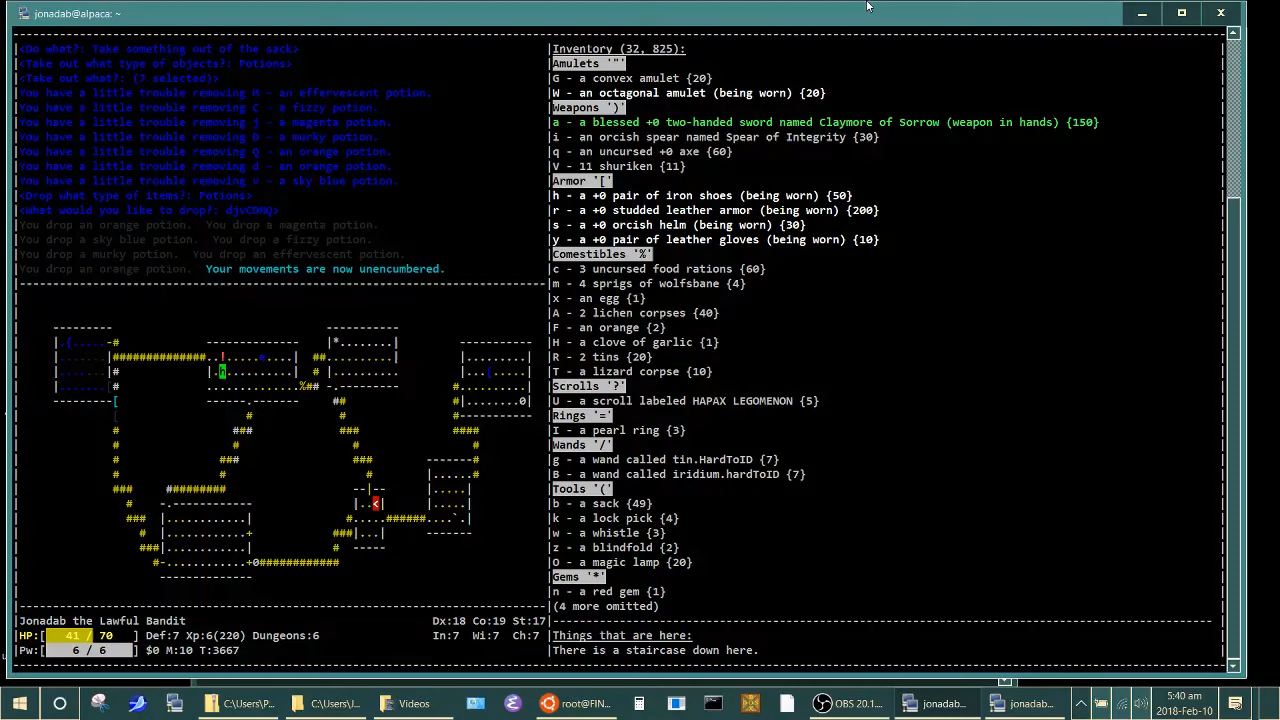 jonadab@alpaca: ~
<Do what?: Take something out of the sack>
<Take out what type of objects?: Potions>
<Take out what?: (7 selected)>
You have a little trouble removing M - an effervescent potion.
You have a little trouble removing C - a fizzy potion.
You have a little trouble removing j - a magenta potion.
You have a little trouble removing D - a murky potion.
You have a little trouble removing Q - an orange potion.
You have a little trouble removing d - an orange potion.
You have a little trouble removing v - a sky blue potion.
<Drop what type of items?: Potions>
<What would you like to drop?: djvCDMQ>
You drop an orange potion.  You drop a magenta potion.
You drop a sky blue potion.  You drop a fizzy potion.
You drop a murky potion.  You drop an effervescent potion.
You drop an orange potion.  Your movements are now unencumbered.
Jonadab the Lawful Bandit Dx:18 Co:19 St:17
HP:[ 41 / 70 ] Def:7 Xp:6(220) Dungeons:6 In:7 Wi:7 Ch:7
Pw:[ 6 / 6 ] $0 M:10 T:3667
Inventory (32, 825):
Amulets '"'
G - a convex amulet {20}
W - an octagonal amulet (being worn) {20}
Weapons ')'
a - a blessed +0 two-handed sword named Claymore of Sorrow (weapon in hands) {150}
i - an orcish spear named Spear of Integrity {30}
q - an uncursed +0 axe {60}
V - 11 shuriken {11}
Armor '['
h - a +0 pair of iron shoes (being worn) {50}
r - a +0 studded leather armor (being worn) {200}
s - a +0 orcish helm (being worn) {30}
y - a +0 pair of leather gloves (being worn) {10}
Comestibles '%'
c - 3 uncursed food rations {60}
m - 4 sprigs of wolfsbane {4}
x - an egg {1}
A - 2 lichen corpses {40}
F - an orange {2}
H - a clove of garlic {1}
R - 2 tins {20}
T - a lizard corpse {10}
Scrolls '?'
U - a scroll labeled HAPAX LEGOMENON {5}
Rings '='
I - a pearl ring {3}
Wands '/'
g - a wand called tin.HardToID {7}
B - a wand called iridium.hardToID {7}
Tools '('
b - a sack {49}
k - a lock pick {4}
w - a whistle {3}
z - a blindfold {2}
O - a magic lamp {20}
Gems '*'
n - a red gem {1}
(4 more omitted)
Things that are here:
There is a staircase down here.
C:\Users\P...
C:\Users\J...
Videos
root@FIN...
OBS 20.1...
jonadab...
jonadab...
5:40 am
2018-Feb-10